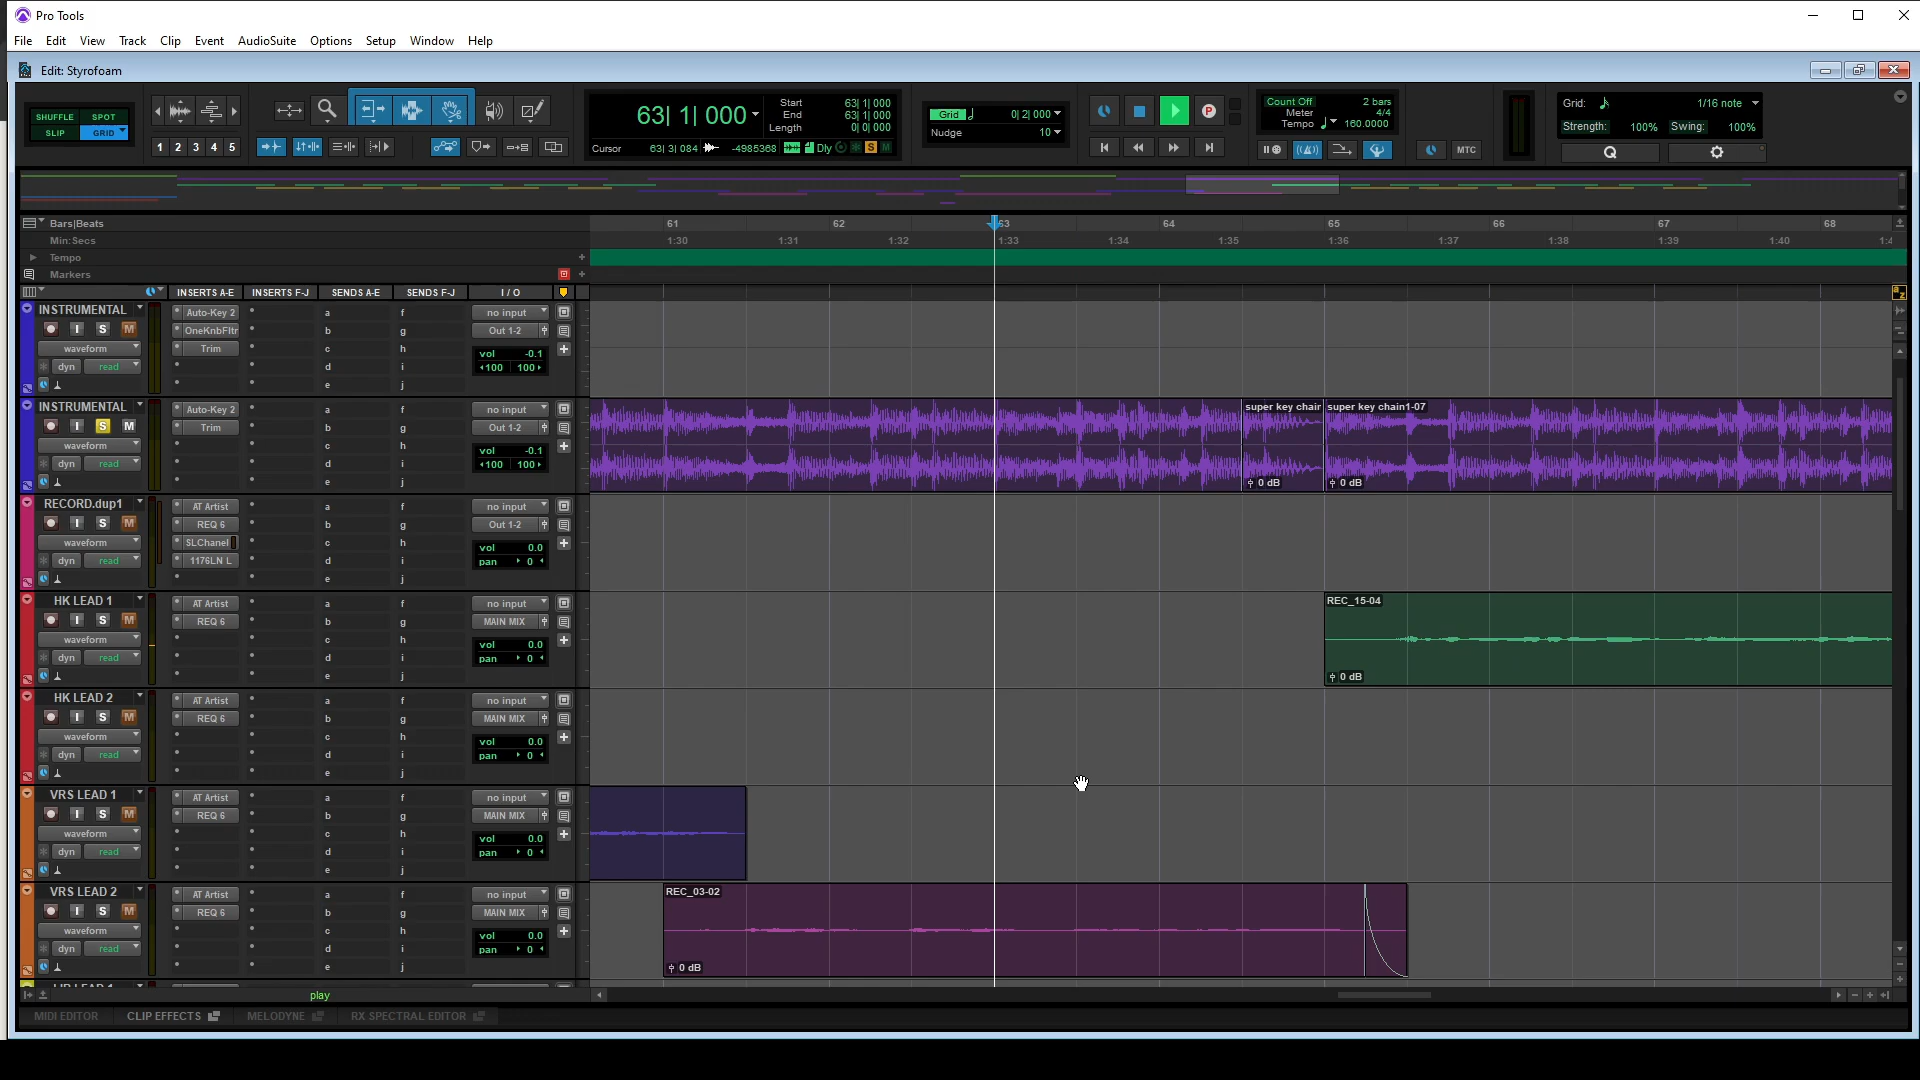 Pro Tools
File Edit View Track Clip Event AudioSuite Options Setup Window Help
Edit: Styrofoam
SHUFFLE SPOT
SLIP GRID
1 2 3 4 5
63| 1| 000
Start 63| 1| 000
End 63| 1| 000
Length 0| 0| 000
Cursor 63| 3| 084 -4985368 Dly S M
Grid 0| 2| 000
Nudge 10
P
Count Off 2 bars
Meter 4/4
Tempo 160.0000
MTC
Grid: 1/16 note
Strength: 100% Swing: 100%
Q
Bars|Beats 61 62 63 64 65 66 67 68
Min:Secs 1:30 1:31 1:32 1:33 1:34 1:35 1:36 1:37 1:38 1:39 1:40
Tempo
Markers
INSERTS A-E INSERTS F-J SENDS A-E SENDS F-J I / O
a z
INSTRUMENTAL Auto-Key 2 a f no input
I S M OneKnbFltr b g Out 1-2
waveform Trim c h vol -0.1
dyn read d i 100 100
e j
INSTRUMENTAL Auto-Key 2 a f no input super key chair super key chain1-07
I S M Trim b g Out 1-2
waveform c h vol -0.1
dyn read d i 100 100
e j 0 dB 0 dB
RECORD.dup1 AT Artist a f no input
I S M REQ 6 b g Out 1-2
waveform SLChanel c h vol 0.0
dyn read 1176LN L d i pan 0
e j
HK LEAD 1 AT Artist a f no input REC_15-04
I S M REQ 6 b g MAIN MIX
waveform c h vol 0.0
dyn read d i pan 0
e j 0 dB
HK LEAD 2 AT Artist a f no input
I S M REQ 6 b g MAIN MIX
waveform c h vol 0.0
dyn read d i pan 0
e j
VRS LEAD 1 AT Artist a f no input
I S M REQ 6 b g MAIN MIX
waveform c h vol 0.0
dyn read d i pan 0
e j
VRS LEAD 2 AT Artist a f no input REC_03-02
I S M REQ 6 b g MAIN MIX
waveform c h vol 0.0
dyn read d i pan 0
e j 0 dB
play
MIDI EDITOR CLIP EFFECTS MELODYNE RX SPECTRAL EDITOR